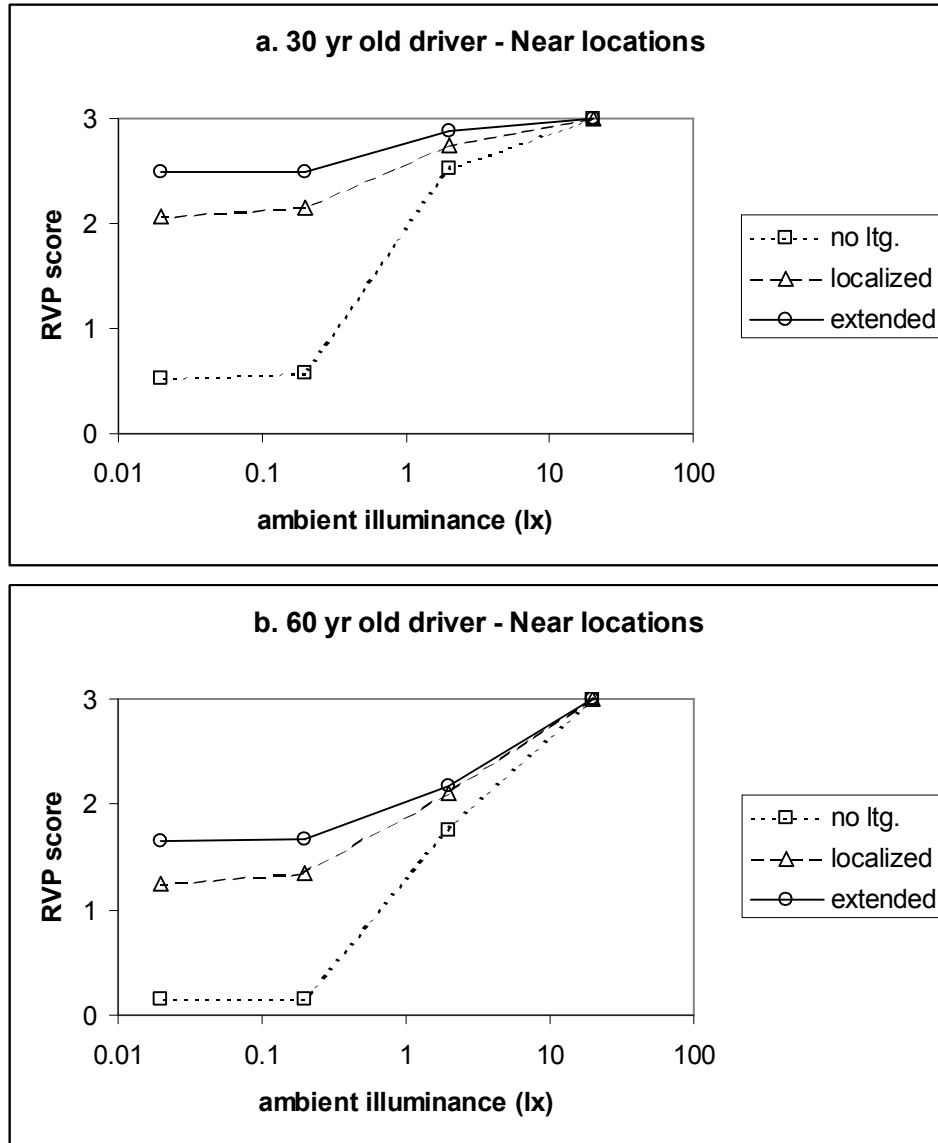 a. 30 yr old driver - Near locations
3
2
1
0
RVP score
0.01 0.1 1 10 100
ambient illuminance (lx)
no ltg.
localized
extended
b. 60 yr old driver - Near locations
3
2
1
0
RVP score
0.01 0.1 1 10 100
ambient illuminance (lx)
no ltg.
localized
extended